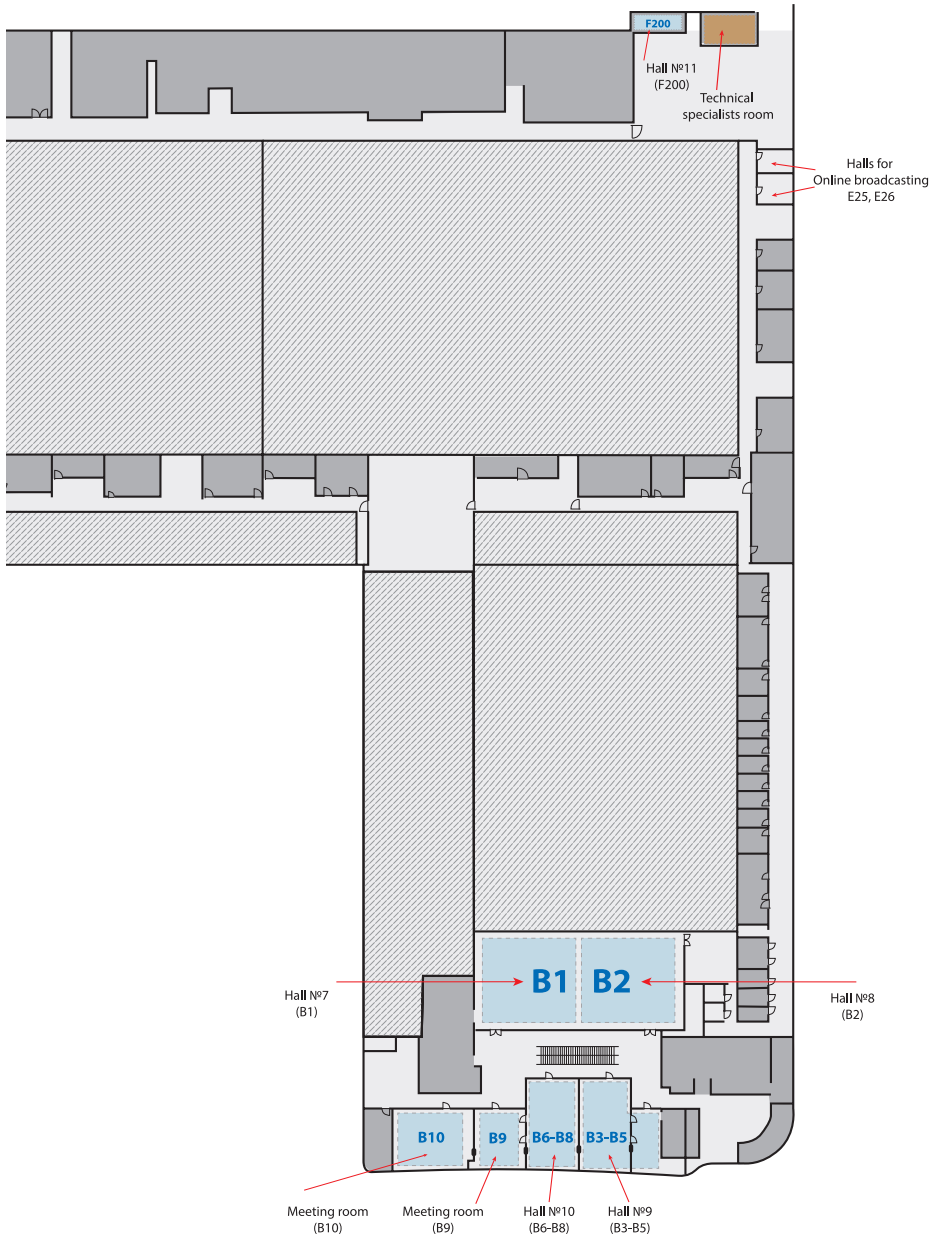 F200
Hall №11
(F200)
Technical
specialists room
Halls for
Online broadcasting
E25, E26
B1
B2
Hall №7
(B1)
Hall №8
(B2)
B10
B9
B6–B8
B3–B5
Meeting room
(B10)
Meeting room
(B9)
Hall №10
(B6-B8)
Hall №9
(B3-B5)